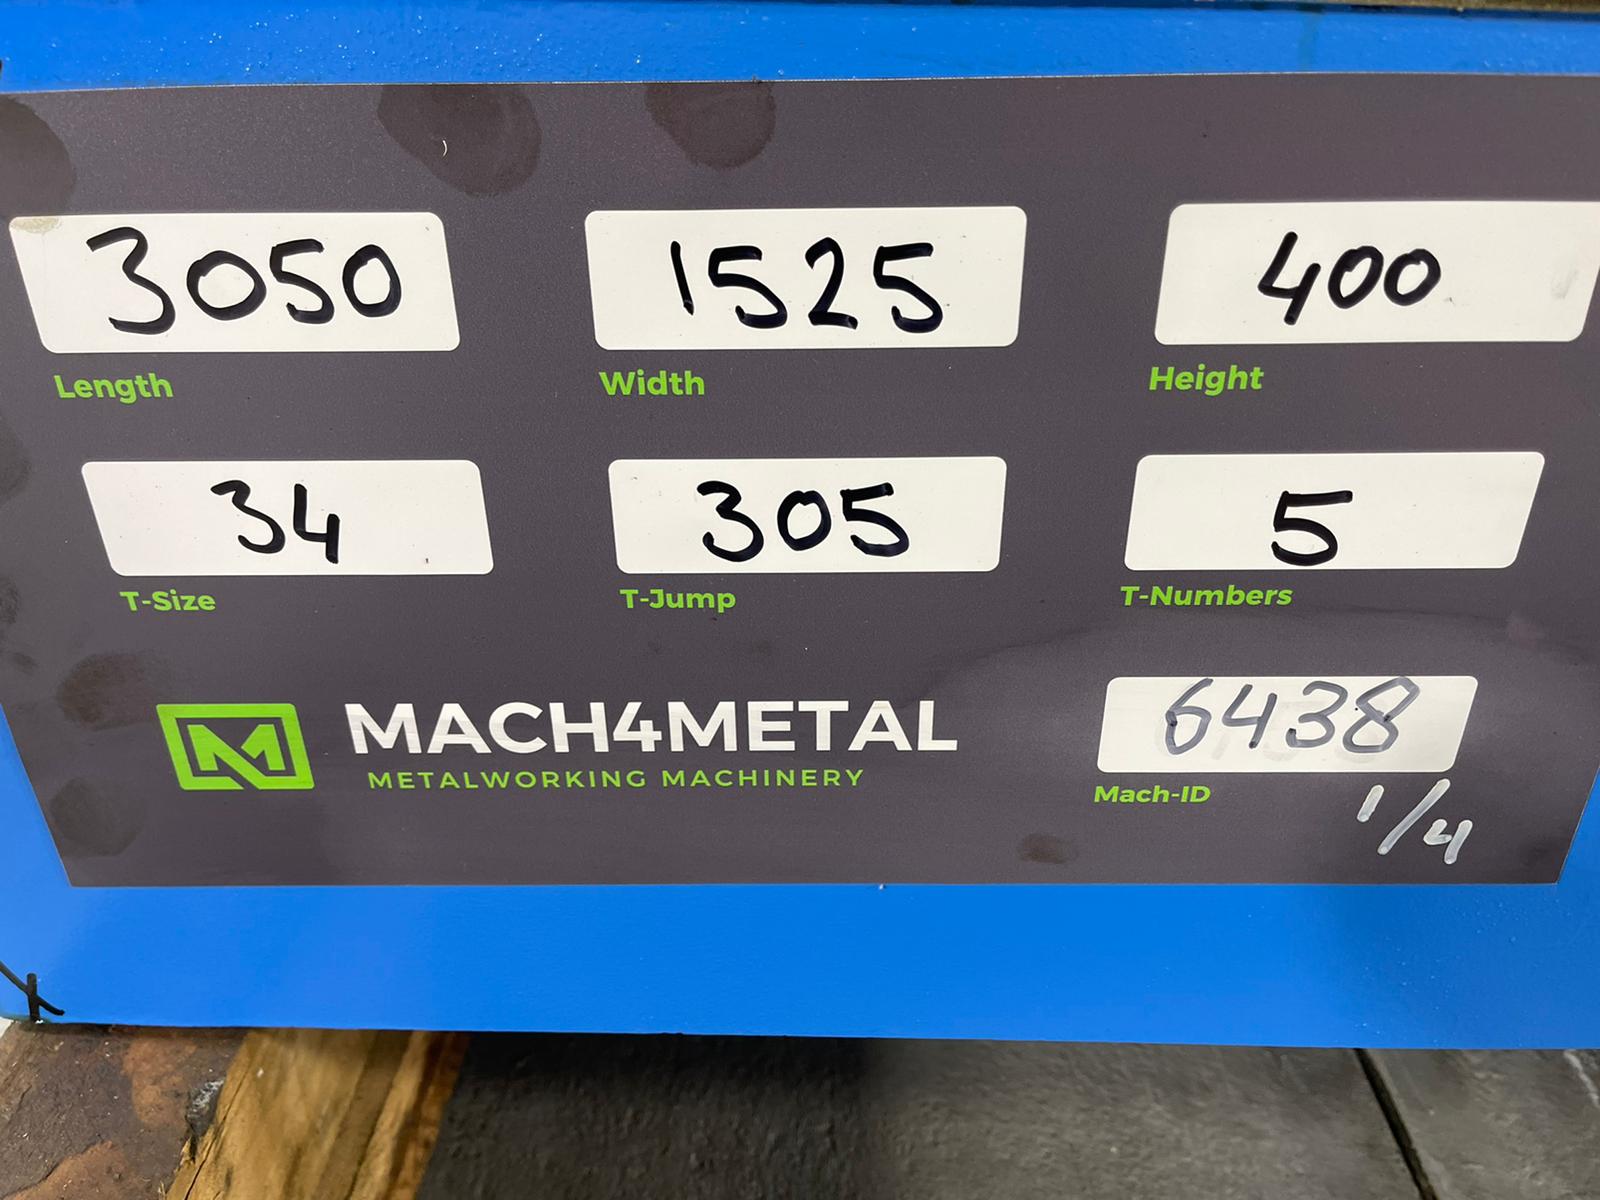 3050 1525 400
Length Width Height
34 305 5
T-Size T-Jump T-Numbers
MACH4METAL 6438
METALWORKING MACHINERY Mach-ID
1/4